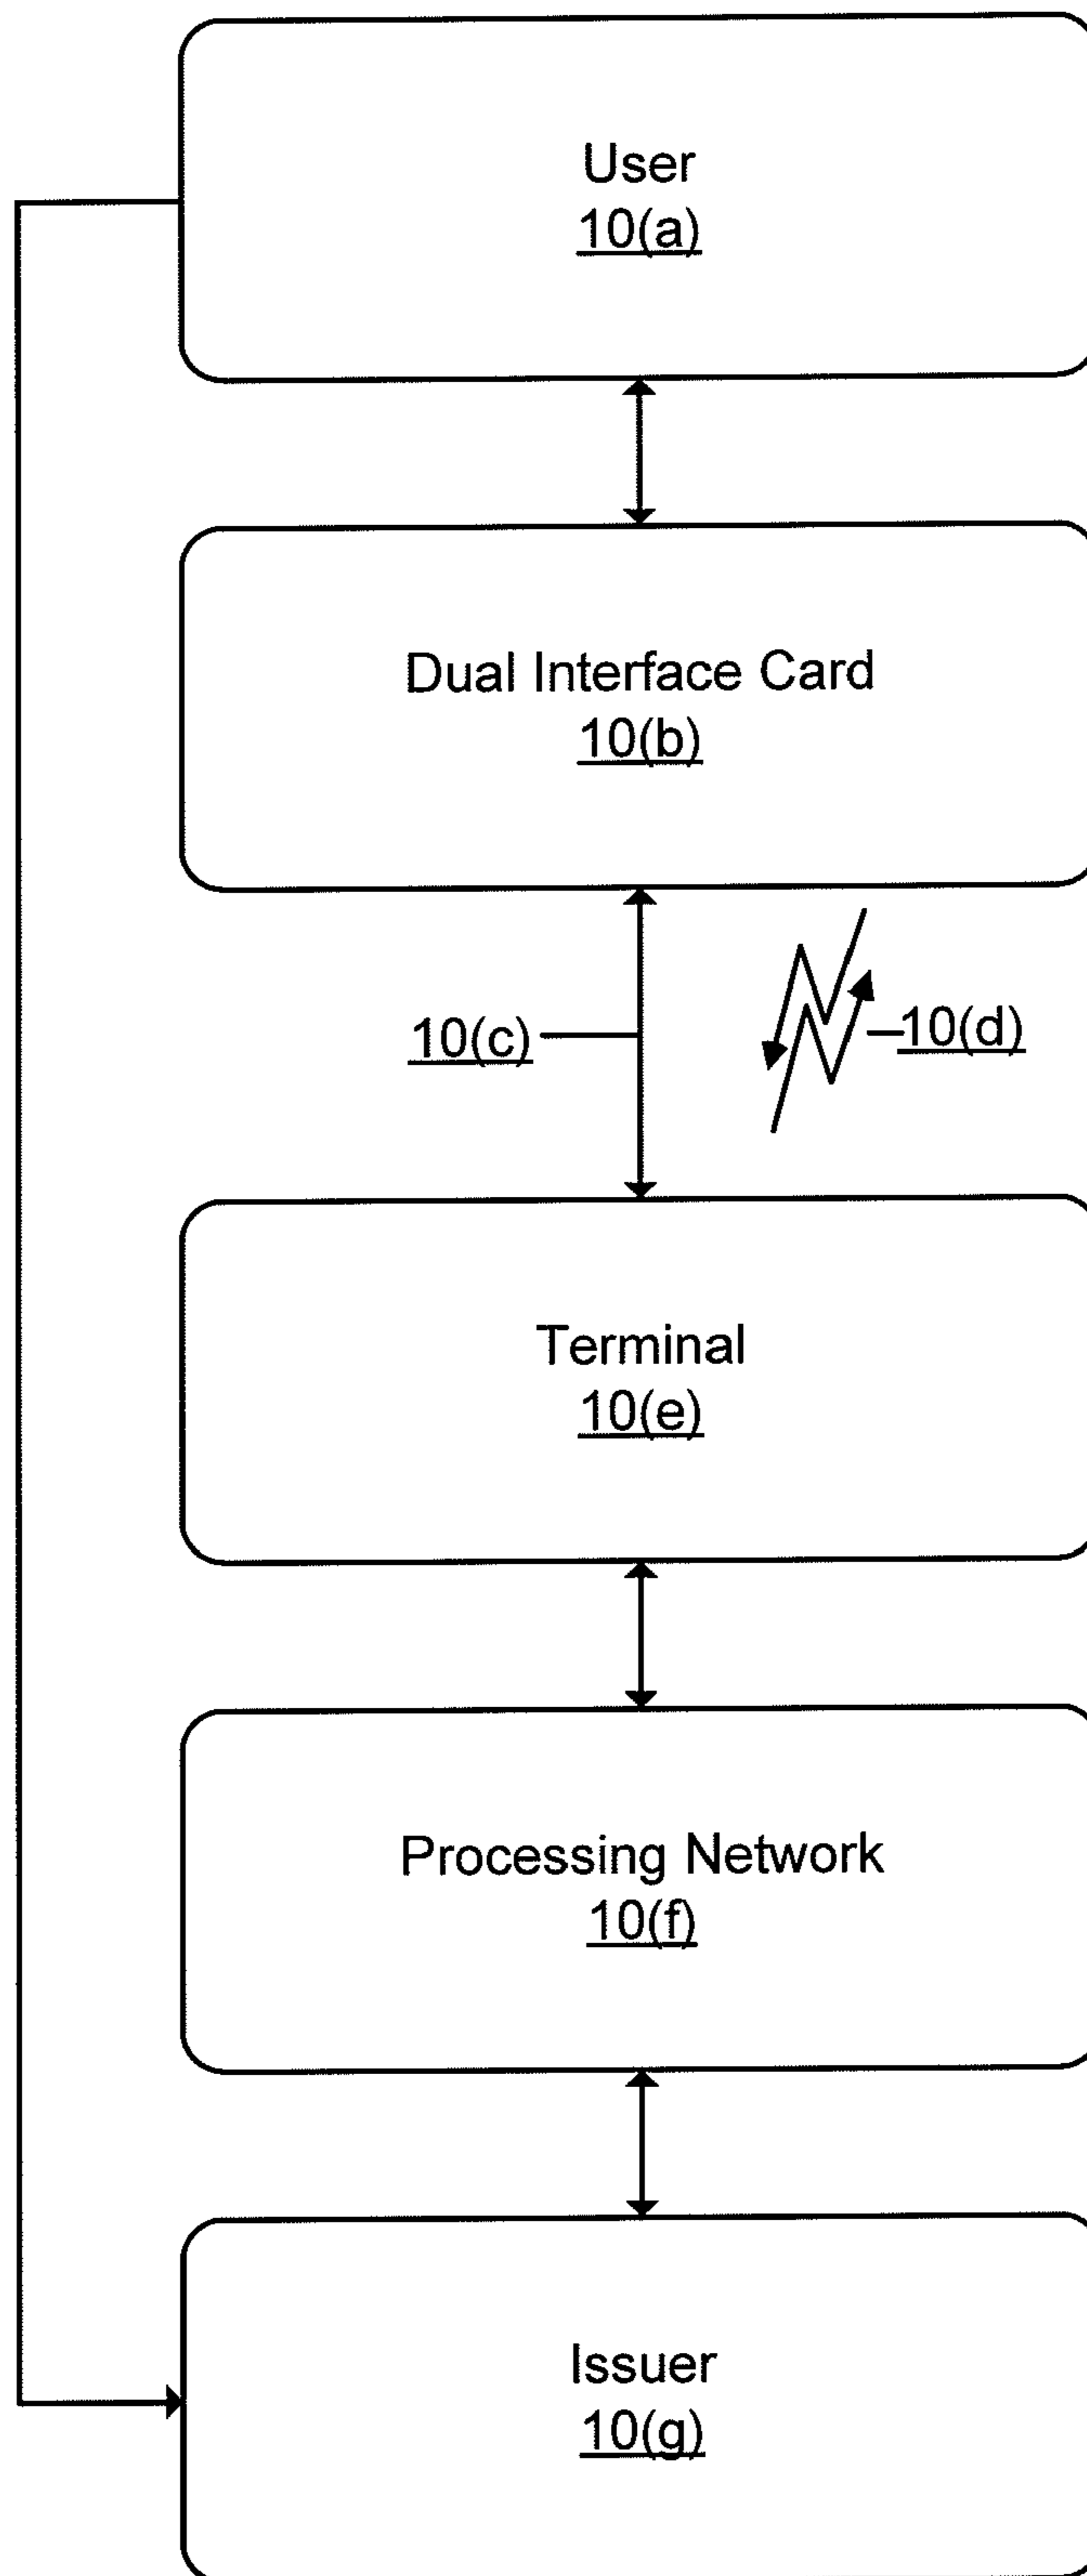 User
10(a)
Dual Interface Card
10(b)
10(c)
10(d)
Terminal
10(e)
Processing Network
10(f)
Issuer
10(g)